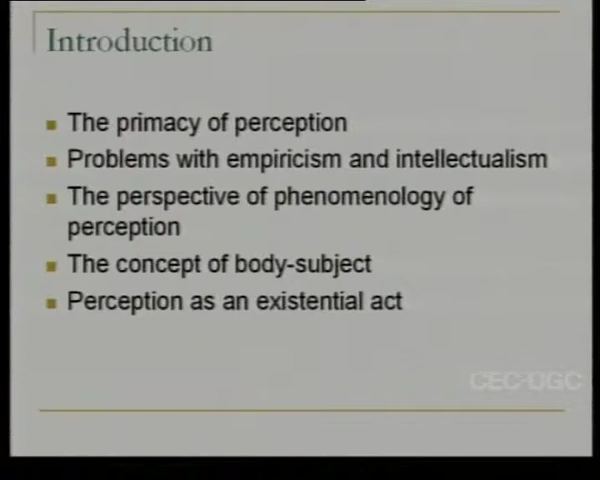 Introduction
The primacy of perception
Problems with empiricism and intellectualism
The perspective of phenomenology of
perception
The concept of body-subject
Perception as an existential act
CEC-UGC